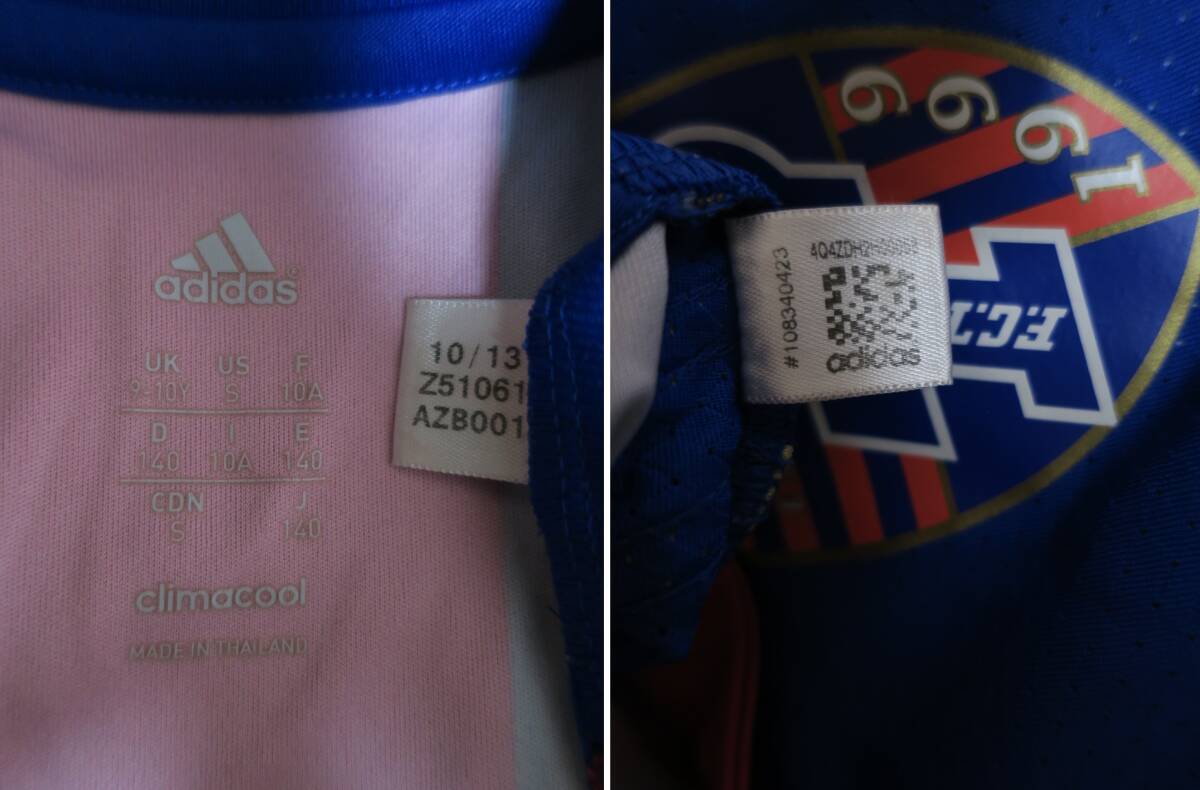 adidas
UK US F
9-10Y S 10A
D I E
140 10A 140
CDN J
S 140
climacool
MADE IN THAILAND
10/13
Z51061
AZB001
1996
F.C.T
#108340423
adidas